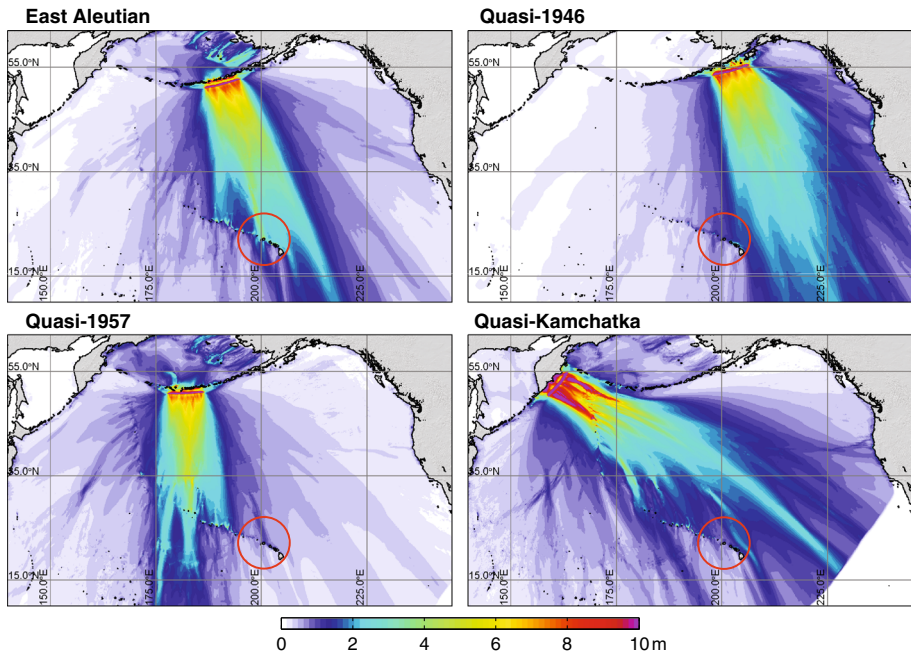 East Aleutian
55.0°N
35.0°N
15.0°N
150.0°E
175.0°E
200.0°E
225.0°E
Quasi-1946
55.0°N
35.0°N
15.0°N
150.0°E
175.0°E
200.0°E
225.0°E
Quasi-1957
55.0°N
35.0°N
15.0°N
150.0°E
175.0°E
200.0°E
225.0°E
Quasi-Kamchatka
55.0°N
35.0°N
15.0°N
150.0°E
175.0°E
200.0°E
225.0°E
0 2 4 6 8 10 m